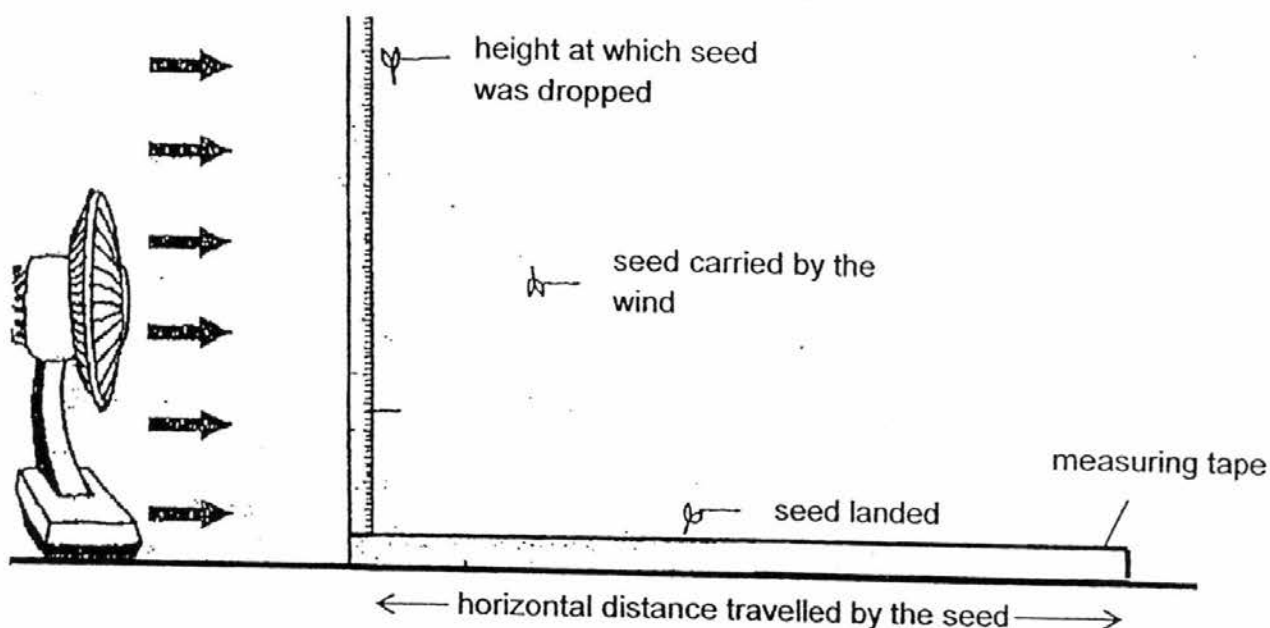 height at which seed
was dropped
seed carried by the
wind
measuring tape
seed landed
horizontal distance travelled by the seed